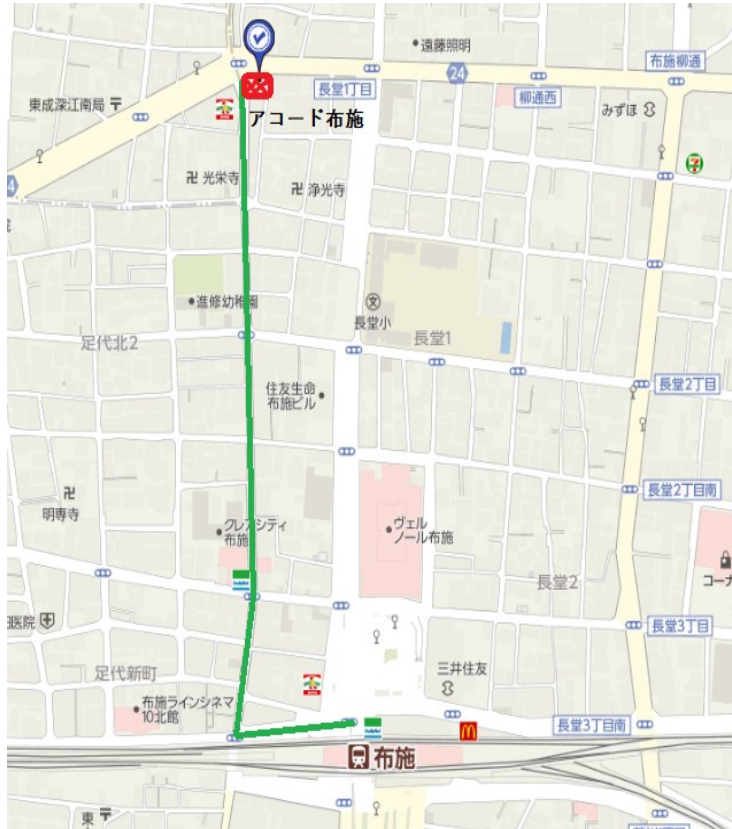 遠藤照明
布施柳通
24
長堂1丁目
柳通西
東成深江南局
みずほ
アコード布施
光栄寺
浄光寺
進修幼稚園
長堂小
長堂1
足代北2
長堂2丁目
住友生命
布施ビル
長堂2丁目南
明専寺
クレアシティ
布施
ヴェル
ノール布施
長堂2
コーナ
FamilyMart
医院
長堂3丁目
足代新町
三井住友
布施ラインシネマ
10北館
長堂3丁目南
FamilyMart
布施
東